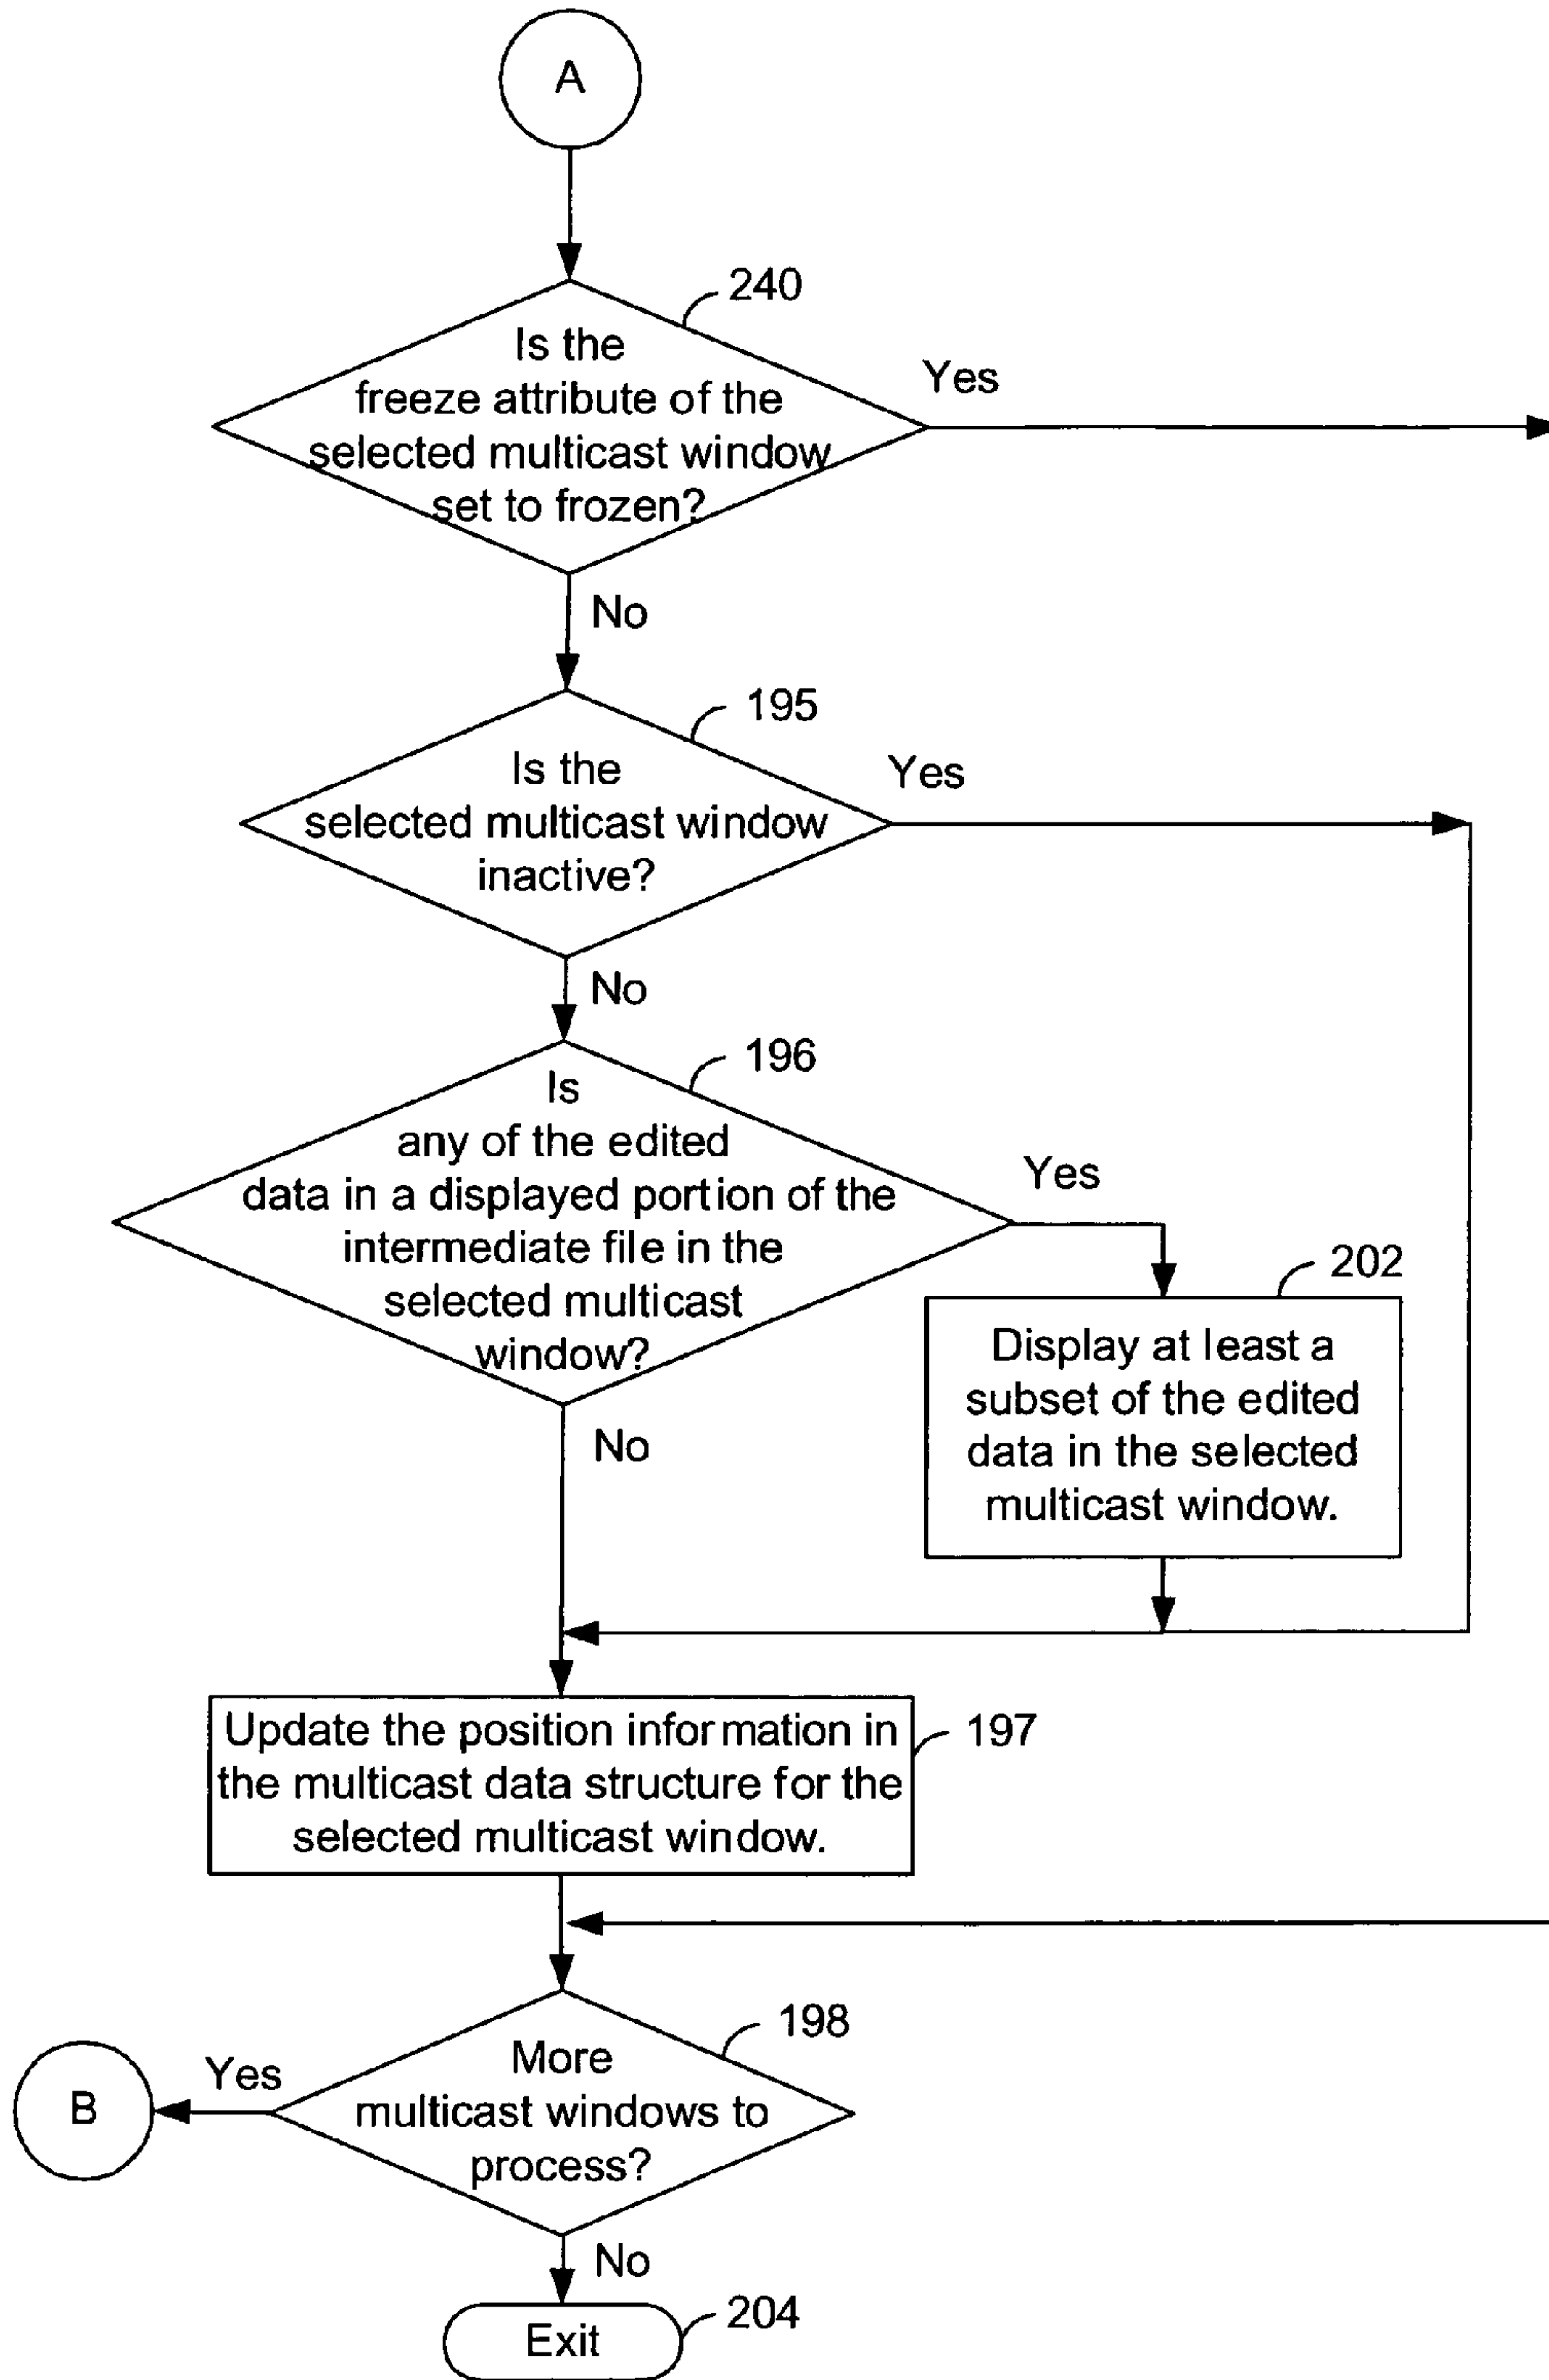 A
240
Is the
freeze attribute of the
selected multicast window
set to frozen?
Yes
No
195
Is the
selected multicast window
inactive?
Yes
No
196
Is
any of the edited
data in a displayed portion of the
intermediate file in the
selected multicast
window?
Yes
202
Display at least a
subset of the edited
data in the selected
multicast window.
No
Update the position information in
the multicast data structure for the
selected multicast window.
197
198
More
multicast windows to
process?
Yes
B
No
Exit
204